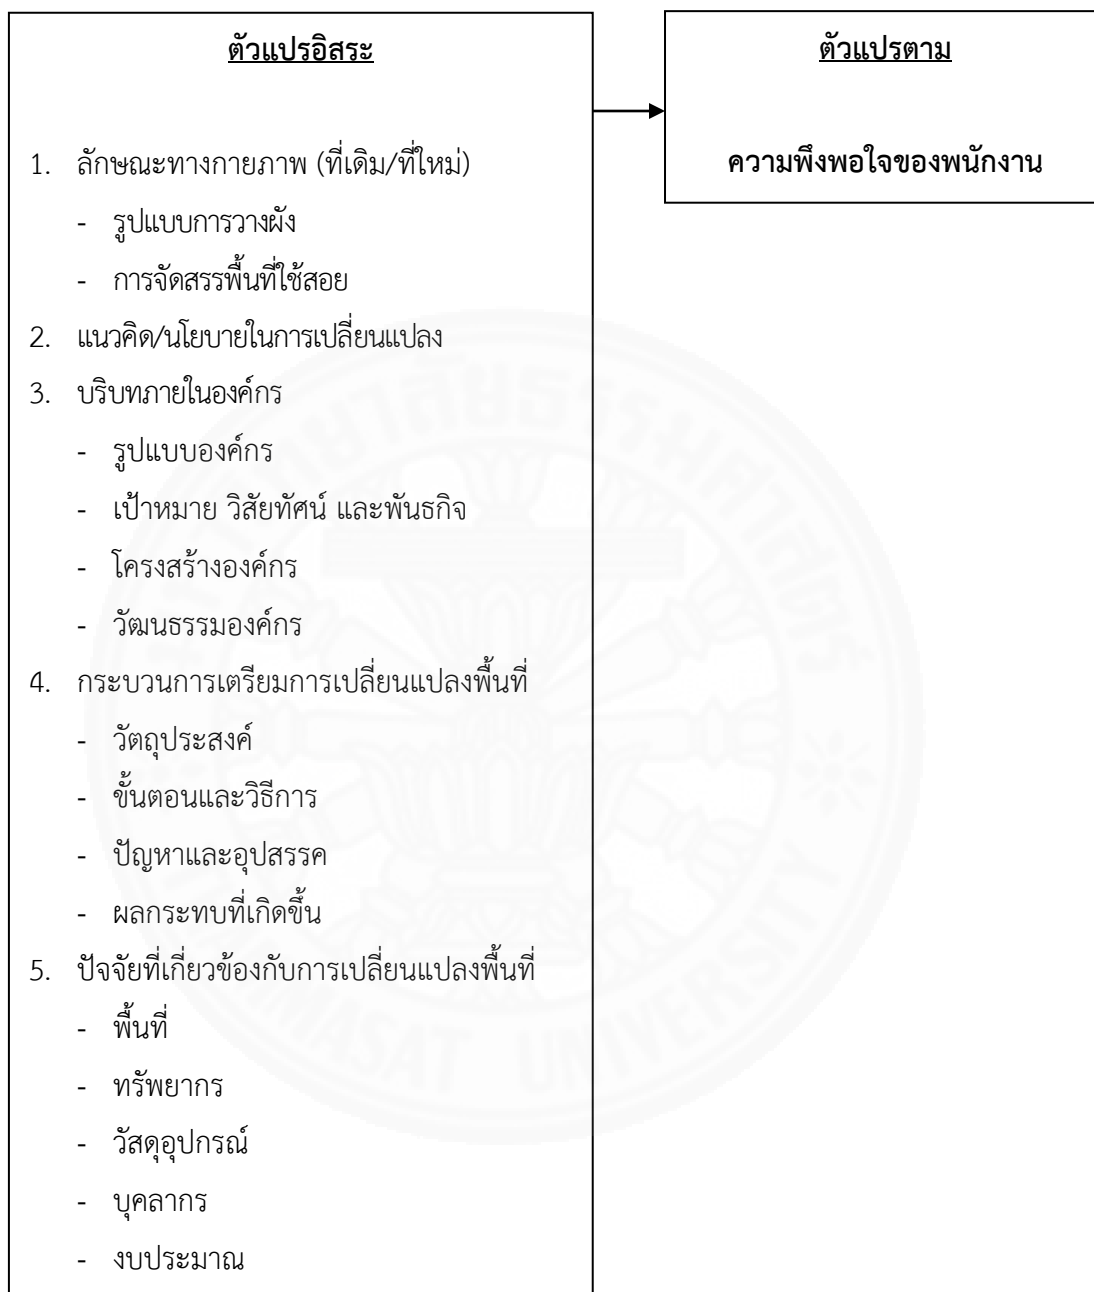 ตัวแปรอิสระ
1. ลักษณะทางกายภาพ (ที่เดิม/ที่ใหม่)
- รูปแบบการวางผัง
- การจัดสรรพื้นที่ใช้สอย
2. แนวคิด/นโยบายในการเปลี่ยนแปลง
3. บริบทภายในองค์กร
- รูปแบบองค์กร
- เป้าหมาย วิสัยทัศน์ และพันธกิจ
- โครงสร้างองค์กร
- วัฒนธรรมองค์กร
4. กระบวนการเตรียมการเปลี่ยนแปลงพื้นที่
- วัตถุประสงค์
- ขั้นตอนและวิธีการ
- ปัญหาและอุปสรรค
- ผลกระทบที่เกิดขึ้น
5. ปัจจัยที่เกี่ยวข้องกับการเปลี่ยนแปลงพื้นที่
- พื้นที่
- ทรัพยากร
- วัสดุอุปกรณ์
- บุคลากร
- งบประมาณ
ตัวแปรตาม
ความพึงพอใจของพนักงาน